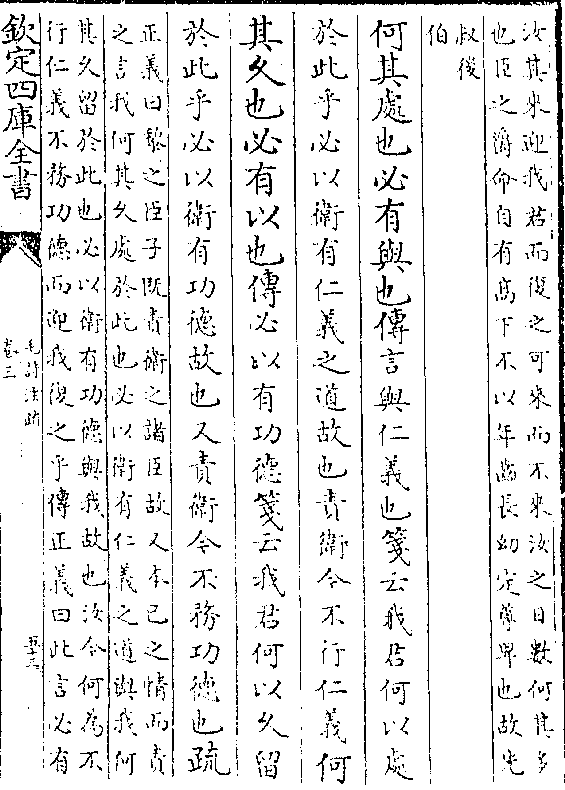 汝其來迎我君而復之可來而不來汝之日數何其多
也臣之爵命自有髙下不以年齒長幼定尊卑也故先
叔後
伯
何其處也必有與也傳言與仁義也箋云我君何以處
於此乎必以衛有仁義之道故也責衛今不行仁義何
其久也必有以也傳必以有功德箋云我君何以久留
於此乎必以衛有功德故也又責衛今不務功德也疏
正義曰黎之臣子既責衛之諸臣故又本已之情而責
之言我何其久處於此也必以衛有仁義之道與我何
其久留於此也必以衛有功德與我故也汝今何為不
行仁義不務功德而迎我復之乎傳正義曰此言必有
欽定四庫全書
毛詩注疏
卷三
五十三